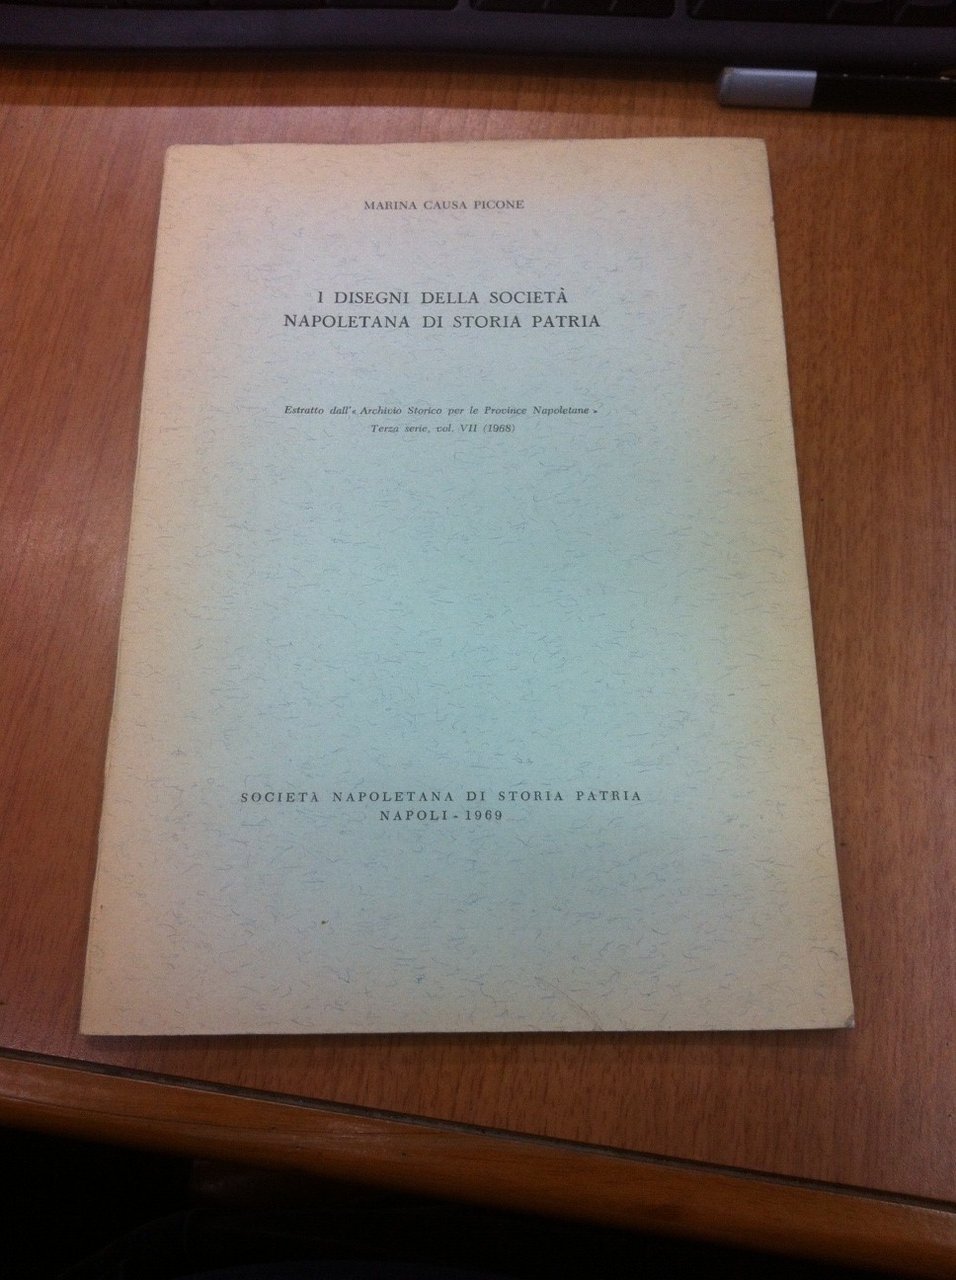 MARINA CAUSA PICONE
I DISEGNI DELLA SOCIETÀ
NAPOLETANA DI STORIA PATRIA
Estratto dall'« Archivio Storico per le Province Napoletane »
Terza serie, vol. VII (1968)
SOCIETÀ NAPOLETANA DI STORIA PATRIA
NAPOLI - 1969